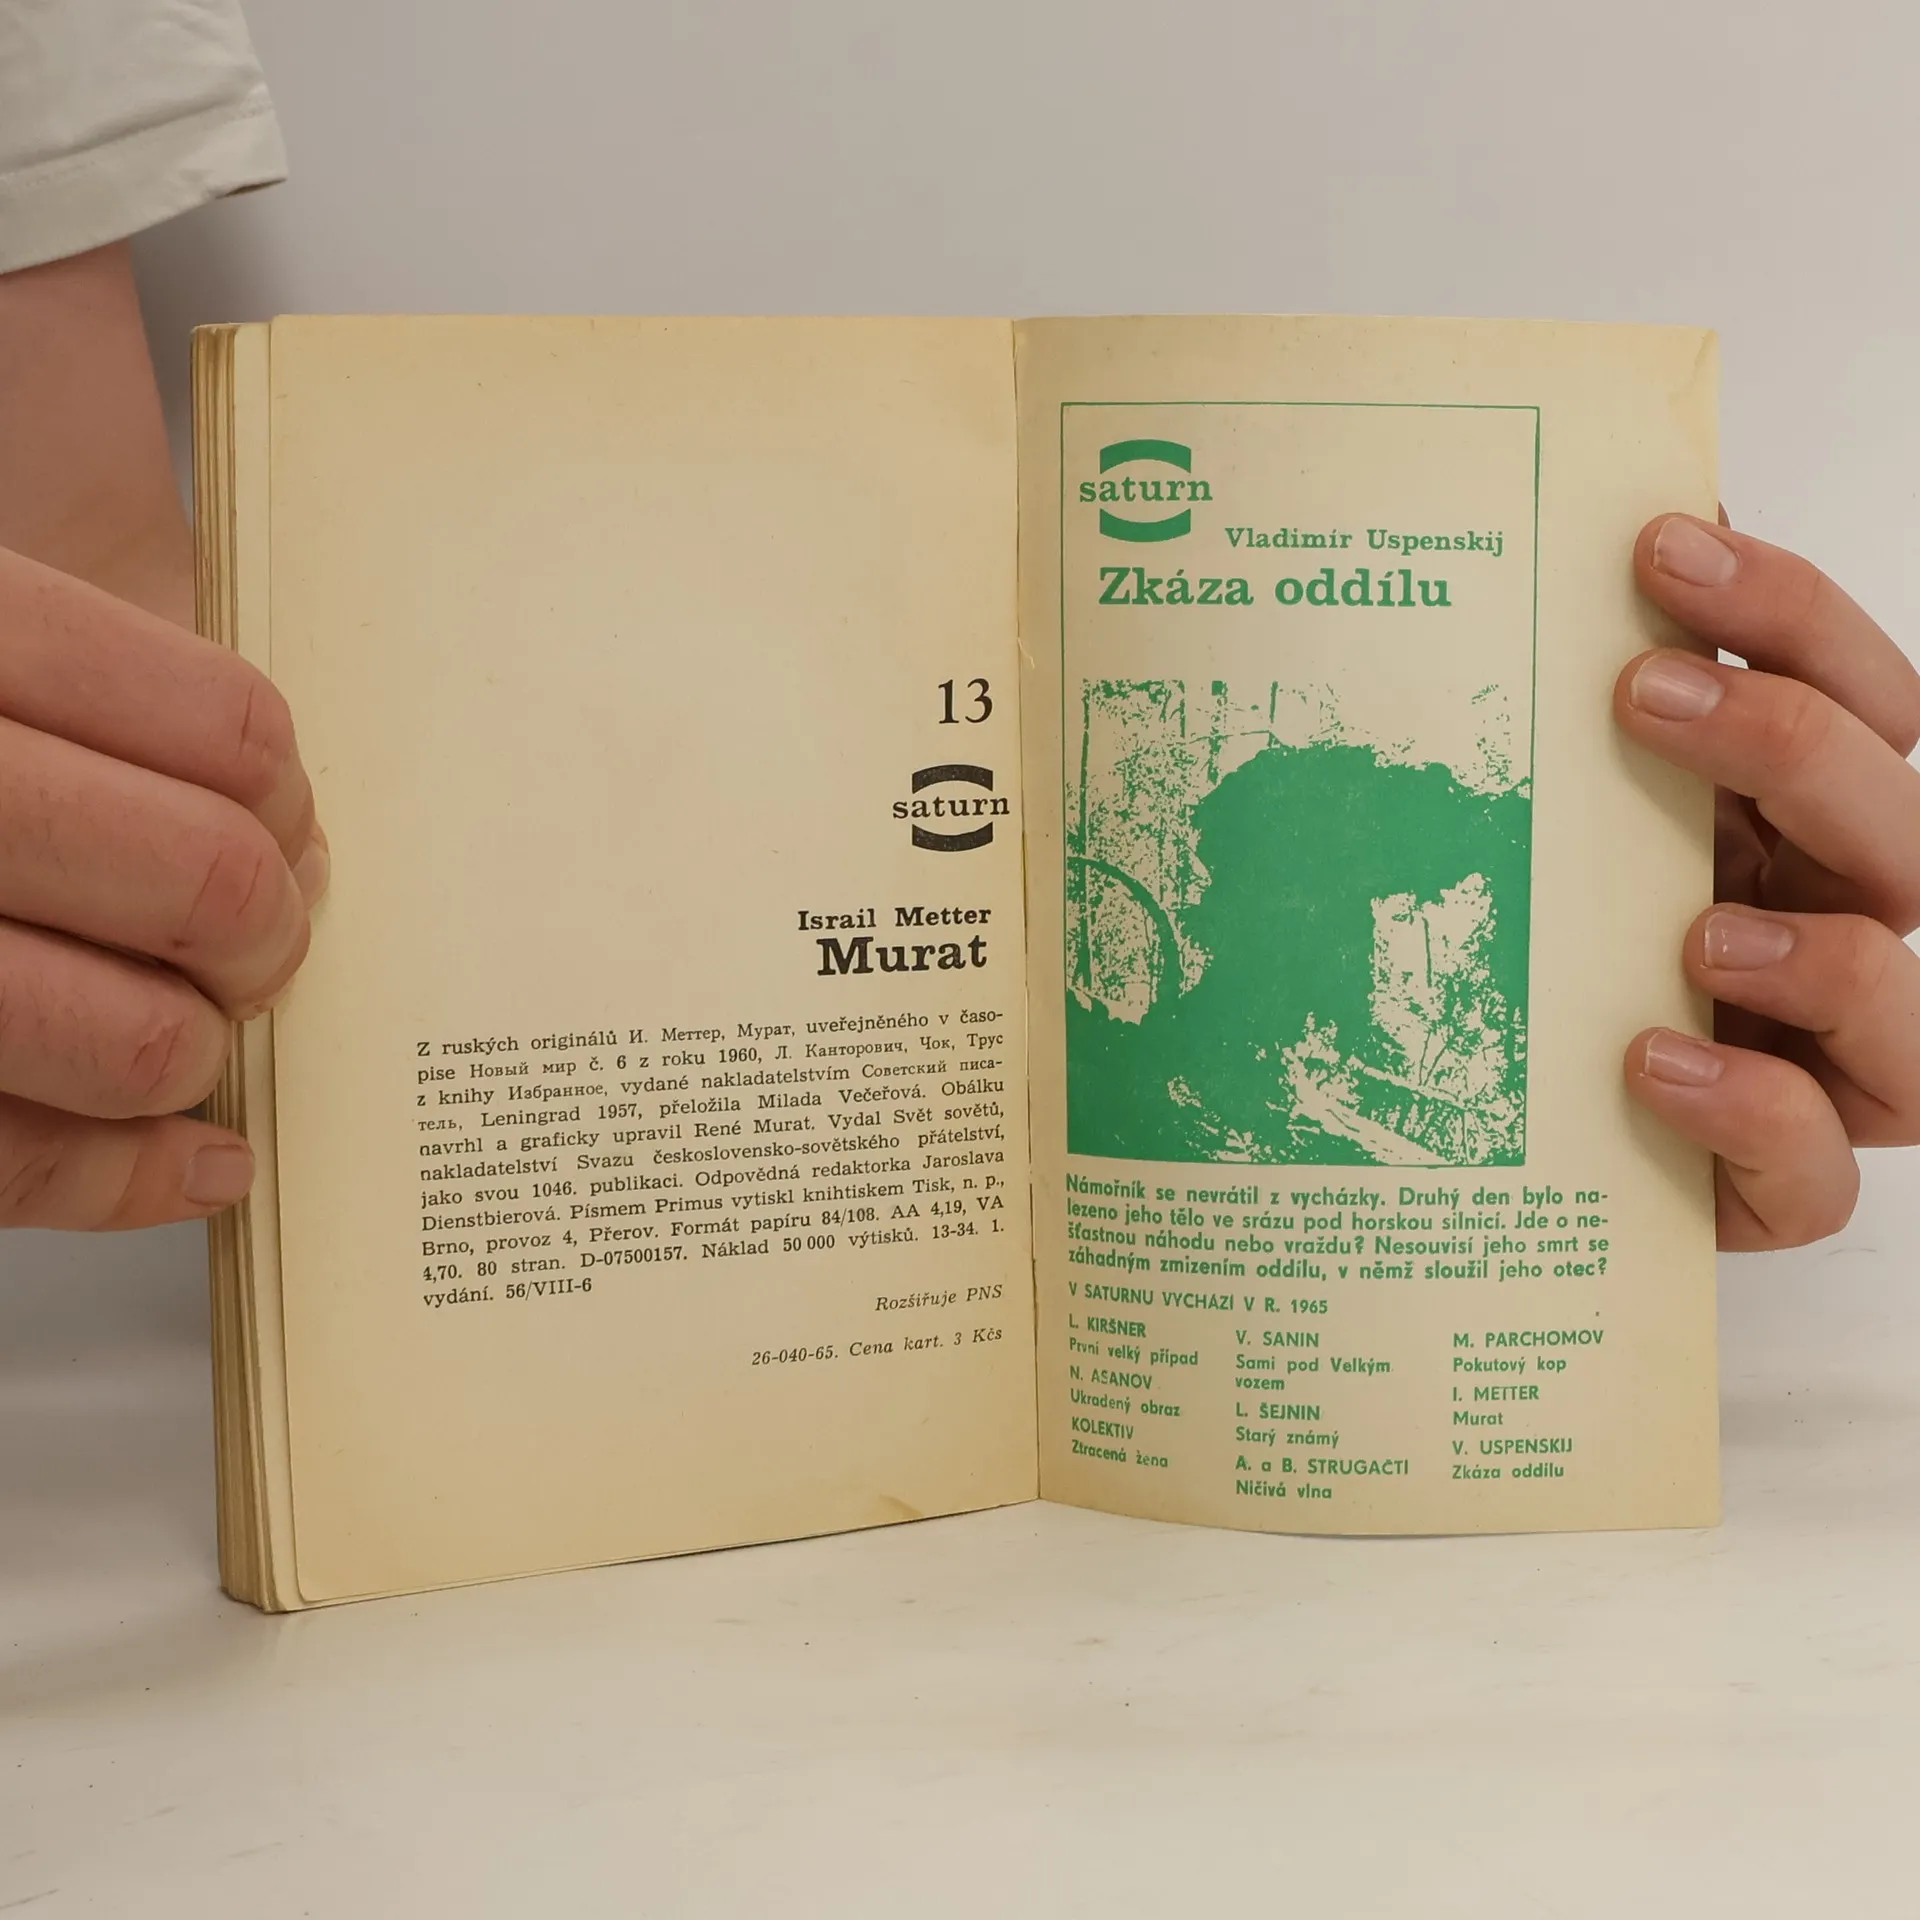 13
saturn
Israil Metter
Murat
Z ruských originálů И. Меттер, Мурат, uveřejněného v časo-
pise Новый мир č. 6 z roku 1960, Л. Канторович, Чок, Трус
z knihy Избранное, vydané nakladatelstvím Советский писа-
тель, Leningrad 1957, přeložila Milada Večeřová. Obálku
navrhl a graficky upravil René Murat. Vydal Svět sovětů,
nakladatelství Svazu československo-sovětského přátelství,
jako svou 1046. publikaci. Odpovědná redaktorka Jaroslava
Dienstbierová. Písmem Primus vytiskl knihtiskem Tisk, n. p.,
Brno, provoz 4, Přerov. Formát papíru 84/108. AA 4,19, VA
4,70. 80 stran. D-07500157. Náklad 50 000 výtisků. 13-34. 1.
vydání. 56/VIII-6
Rozšiřuje PNS
26-040-65. Cena kart. 3 Kčs
saturn
Vladimír Uspenskij
Zkáza oddílu
Námořník se nevrátil z vycházky. Druhý den bylo na-
lezeno jeho tělo ve srázu pod horskou silnicí. Jde o ne-
šťastnou náhodu nebo vraždu? Nesouvisí jeho smrt se
záhadným zmizením oddílu, v němž sloužil jeho otec?
V SATURNU VYCHÁZÍ V R. 1965
L. KIRŠNER
První velký případ
N. ASANOV
Ukradený obraz
KOLEKTIV
Ztracená žena
V. SANIN
Sami pod Velkým
vozem
L. ŠEJNIN
Starý známý
A. a B. STRUGAČTÍ
Ničivá vlna
M. PARCHOMOV
Pokutový kop
I. METTER
Murat
V. USPENSKIJ
Zkáza oddílu